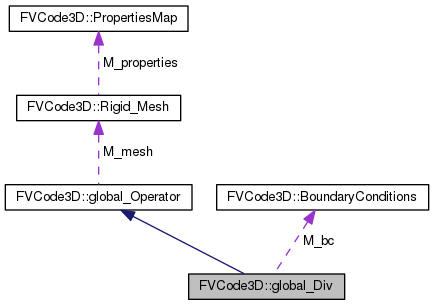 FVCode3D::PropertiesMap
M_properties
FVCode3D::Rigid_Mesh
M_mesh
FVCode3D::global_Operator
FVCode3D::BoundaryConditions
M_bc
FVCode3D::global_Div